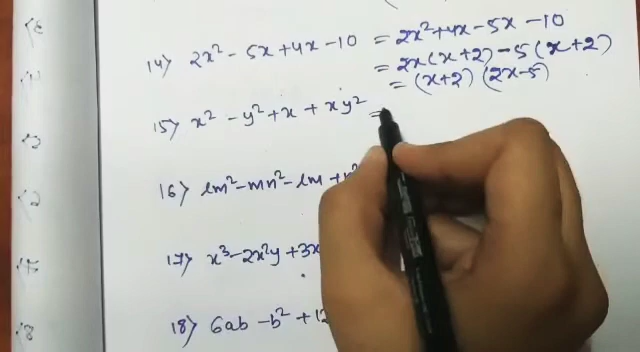 14) 2x² - 5x + 4x - 10 = 2x² + 4x - 5x - 10
= 2x(x+2) - 5(x+2)
= (x+2) (2x-5)
15) x² - y² + x + xy² =
16) lm² - mn² - lm +
17) x³ - 2x²y + 3x
18) 6ab - b² + 12